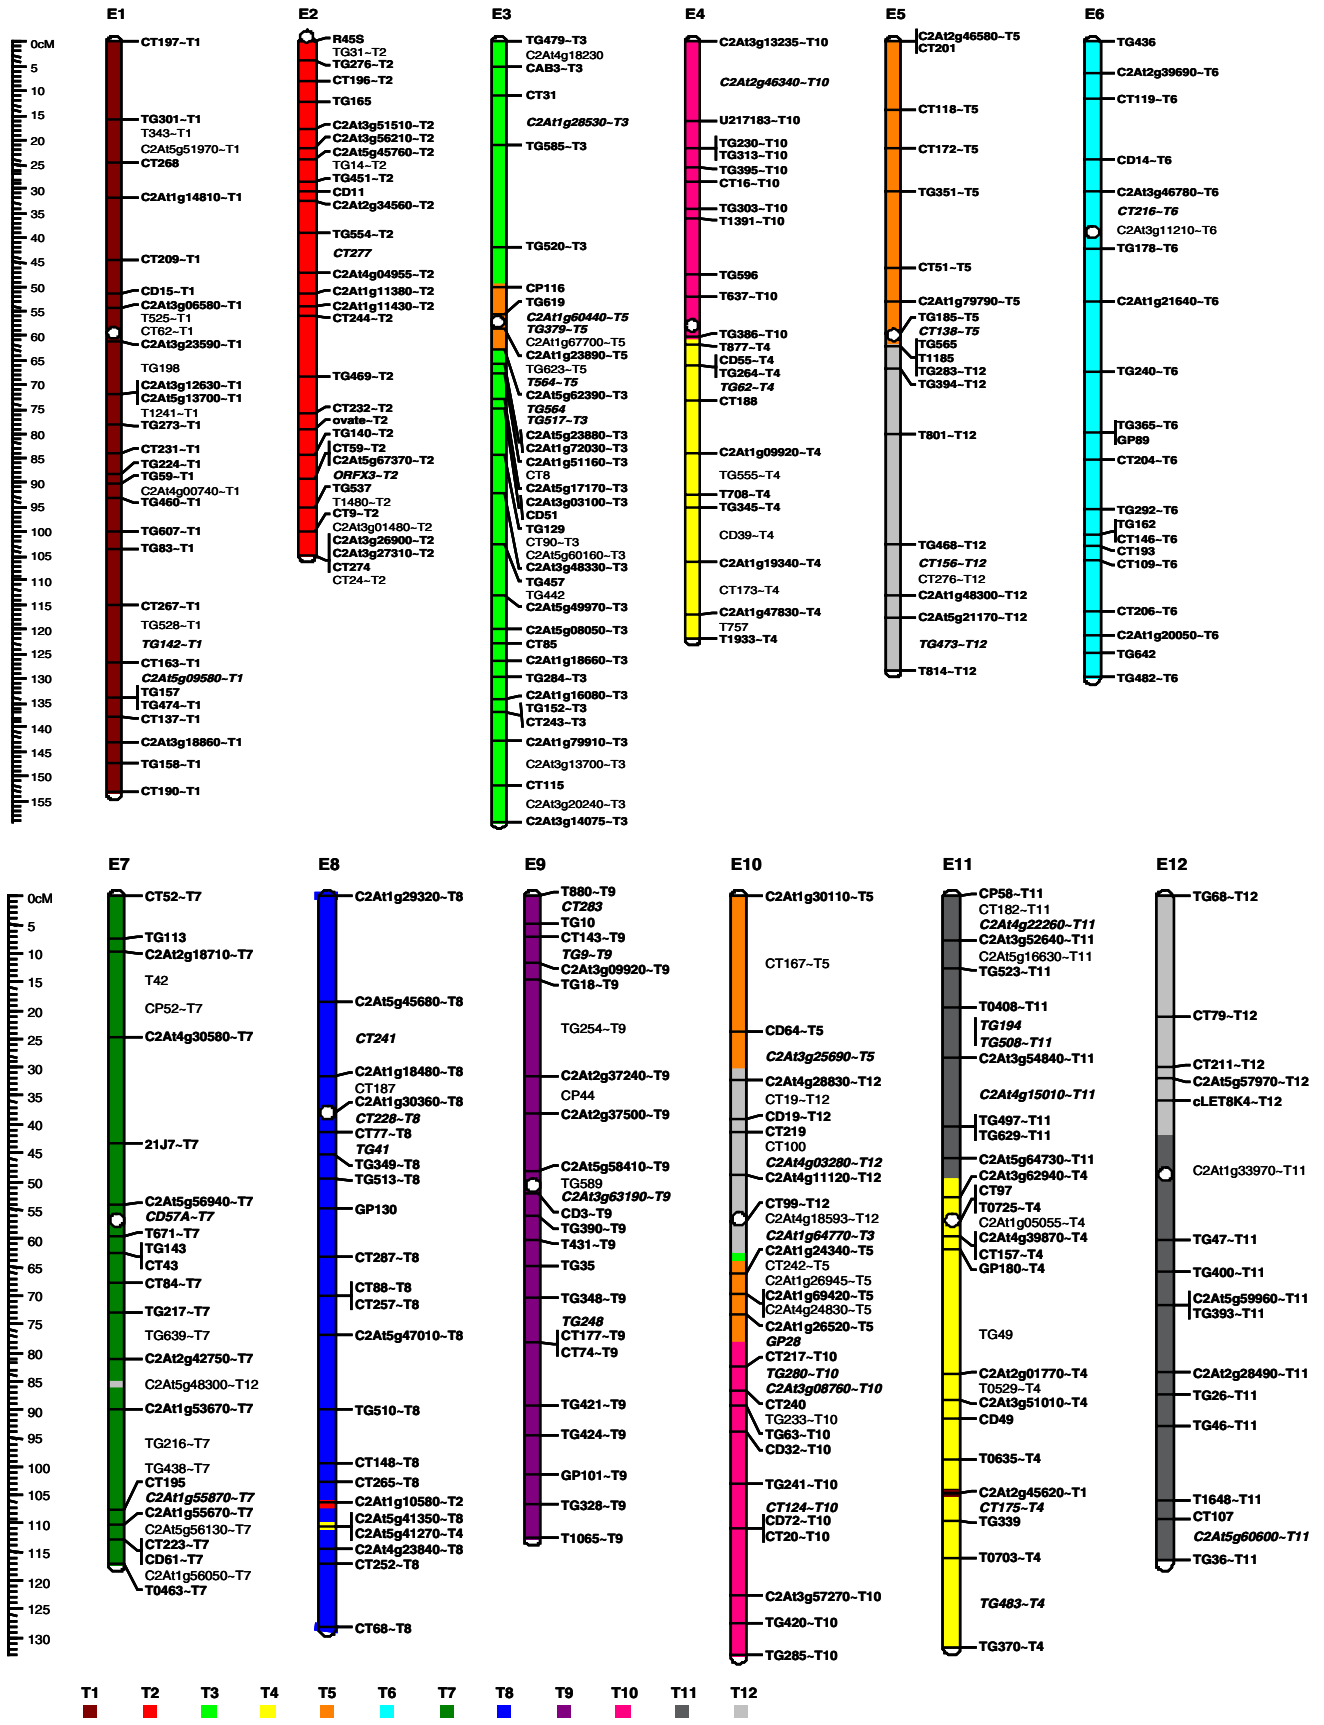 E1
0cM
5
10
15
20
25
30
35
40
45
50
55
60
65
70
75
80
85
90
95
100
105
110
115
120
125
130
135
140
145
150
155
CT197~T1
TG301~T1
T343~T1
C2At5g51970~T1
CT268
C2At1g14810~T1
CT209~T1
CD15~T1
C2At3g06580~T1
T525~T1
CT62~T1
C2At3g23590~T1
TG198
C2At3g12630~T1
C2At5g13700~T1
T1241~T1
TG273~T1
CT231~T1
TG224~T1
TG59~T1
C2At4g00740~T1
TG460~T1
TG607~T1
TG83~T1
CT267~T1
TG528~T1
TG142~T1
CT163~T1
C2At5g09580~T1
TG157
TG474~T1
CT137~T1
C2At3g18860~T1
TG158~T1
CT190~T1
E2
R45S
TG31~T2
TG276~T2
CT196~T2
TG165
C2At3g51510~T2
C2At3g56210~T2
C2At5g45760~T2
TG14~T2
TG451~T2
CD11
C2At2g34560~T2
TG554~T2
CT277
C2At4g04955~T2
C2At1g11380~T2
C2At1g11430~T2
CT244~T2
TG469~T2
CT232~T2
ovate~T2
TG140~T2
CT59~T2
C2At5g67370~T2
ORFX3~T2
TG537
T1480~T2
CT9~T2
C2At3g01480~T2
C2At3g26900~T2
C2At3g27310~T2
CT274
CT24~T2
E3
TG479~T3
C2At4g18230
CAB3~T3
CT31
C2At1g28530~T3
TG585~T3
TG520~T3
CP116
TG619
C2At1g60440~T5
TG379~T5
C2At1g67700~T5
C2At1g23890~T5
TG623~T5
T564~T5
C2At5g62390~T3
TG564
TG517~T3
C2At5g23880~T3
C2At1g72030~T3
C2At1g51160~T3
CT8
C2At5g17170~T3
C2At3g03100~T3
CD51
TG129
CT90~T3
C2At5g60160~T3
C2At3g48330~T3
TG457
TG442
C2At5g49970~T3
C2At5g08050~T3
CT85
C2At1g18660~T3
TG284~T3
C2At1g16080~T3
TG152~T3
CT243~T3
C2At1g79910~T3
C2At3g13700~T3
CT115
C2At3g20240~T3
C2At3g14075~T3
E4
C2At3g13235~T10
C2At2g46340~T10
U217183~T10
TG230~T10
TG313~T10
TG395~T10
CT16~T10
TG303~T10
T1391~T10
TG596
T637~T10
TG386~T10
T877~T4
CD55~T4
TG264~T4
TG62~T4
CT188
C2At1g09920~T4
TG555~T4
T708~T4
TG345~T4
CD39~T4
C2At1g19340~T4
CT173~T4
C2At1g47830~T4
T757
T1933~T4
E5
C2At2g46580~T5
CT201
CT118~T5
CT172~T5
TG351~T5
CT51~T5
C2At1g79790~T5
TG185~T5
CT138~T5
TG565
T1185
TG283~T12
TG394~T12
T801~T12
TG468~T12
CT156~T12
CT276~T12
C2At1g48300~T12
C2At5g21170~T12
TG473~T12
T814~T12
E6
TG436
C2At2g39690~T6
CT119~T6
CD14~T6
C2At3g46780~T6
CT216~T6
C2At3g11210~T6
TG178~T6
C2At1g21640~T6
TG240~T6
TG365~T6
GP89
CT204~T6
TG292~T6
TG162
CT146~T6
CT193
CT109~T6
CT206~T6
C2At1g20050~T6
TG642
TG482~T6
E7
0cM
5
10
15
20
25
30
35
40
45
50
55
60
65
70
75
80
85
90
95
100
105
110
115
120
125
130
CT52~T7
TG113
C2At2g18710~T7
T42
CP52~T7
C2At4g30580~T7
21J7~T7
C2At5g56940~T7
CD57A~T7
T671~T7
TG143
CT43
CT84~T7
TG217~T7
TG639~T7
C2At2g42750~T7
C2At5g48300~T12
C2At1g53670~T7
TG216~T7
TG438~T7
CT195
C2At1g55870~T7
C2At1g55670~T7
C2At5g56130~T7
CT223~T7
CD61~T7
C2At1g56050~T7
T0463~T7
E8
C2At1g29320~T8
C2At5g45680~T8
CT241
C2At1g18480~T8
CT187
C2At1g30360~T8
CT228~T8
CT77~T8
TG41
TG349~T8
TG513~T8
GP130
CT287~T8
CT88~T8
CT257~T8
C2At5g47010~T8
TG510~T8
CT148~T8
CT265~T8
C2At1g10580~T2
C2At5g41350~T8
C2At5g41270~T4
C2At4g23840~T8
CT252~T8
CT68~T8
E9
T880~T9
CT283
TG10
CT143~T9
TG9~T9
C2At3g09920~T9
TG18~T9
TG254~T9
C2At2g37240~T9
CP44
C2At2g37500~T9
C2At5g58410~T9
TG589
C2At3g63190~T9
CD3~T9
TG390~T9
T431~T9
TG35
TG348~T9
TG248
CT177~T9
CT74~T9
TG421~T9
TG424~T9
GP101~T9
TG328~T9
T1065~T9
E10
C2At1g30110~T5
CT167~T5
CD64~T5
C2At3g25690~T5
C2At4g28830~T12
CT19~T12
CD19~T12
CT219
CT100
C2At4g03280~T12
C2At4g11120~T12
CT99~T12
C2At4g18593~T12
C2At1g64770~T3
C2At1g24340~T5
CT242~T5
C2At1g26945~T5
C2At1g69420~T5
C2At4g24830~T5
C2At1g26520~T5
GP28
CT217~T10
TG280~T10
C2At3g08760~T10
CT240
TG233~T10
TG63~T10
CD32~T10
TG241~T10
CT124~T10
CD72~T10
CT20~T10
C2At3g57270~T10
TG420~T10
TG285~T10
E11
CP58~T11
CT182~T11
C2At4g22260~T11
C2At3g52640~T11
C2At5g16630~T11
TG523~T11
T0408~T11
TG194
TG508~T11
C2At3g54840~T11
C2At4g15010~T11
TG497~T11
TG629~T11
C2At5g64730~T11
C2At3g62940~T4
CT97
T0725~T4
C2At1g05055~T4
C2At4g39870~T4
CT157~T4
GP180~T4
TG49
C2At2g01770~T4
T0529~T4
C2At3g51010~T4
CD49
T0635~T4
C2At2g45620~T1
CT175~T4
TG339
T0703~T4
TG483~T4
TG370~T4
E12
TG68~T12
CT79~T12
CT211~T12
C2At5g57970~T12
cLET8K4~T12
C2At1g33970~T11
TG47~T11
TG400~T11
C2At5g59960~T11
TG393~T11
C2At2g28490~T11
TG26~T11
TG46~T11
T1648~T11
CT107
C2At5g60600~T11
TG36~T11
T1 T2 T3 T4 T5 T6 T7 T8 T9 T10 T11 T12